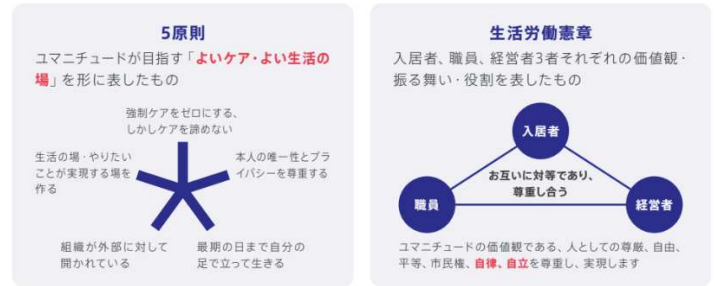 5原則
ユマニチュードが目指す「よいケア・よい生活の
場」を形に表したもの
強制ケアをゼロにする、
しかしケアを諦めない
生活の場・やりたい
ことが実現する場を
作る
本人の唯一性とプラ
イバシーを尊重する
組織が外部に対して
開かれている
最期の日まで自分の
足で立って生きる
生活労働憲章
入居者、職員、経営者3者それぞれの価値観・
振る舞い・役割を表したもの
入居者
お互いに対等であり、
尊重し合う
職員
経営者
ユマニチュードの価値観である、人としての尊厳、自由、
平等、市民権、自律、自立を尊重し、実現します